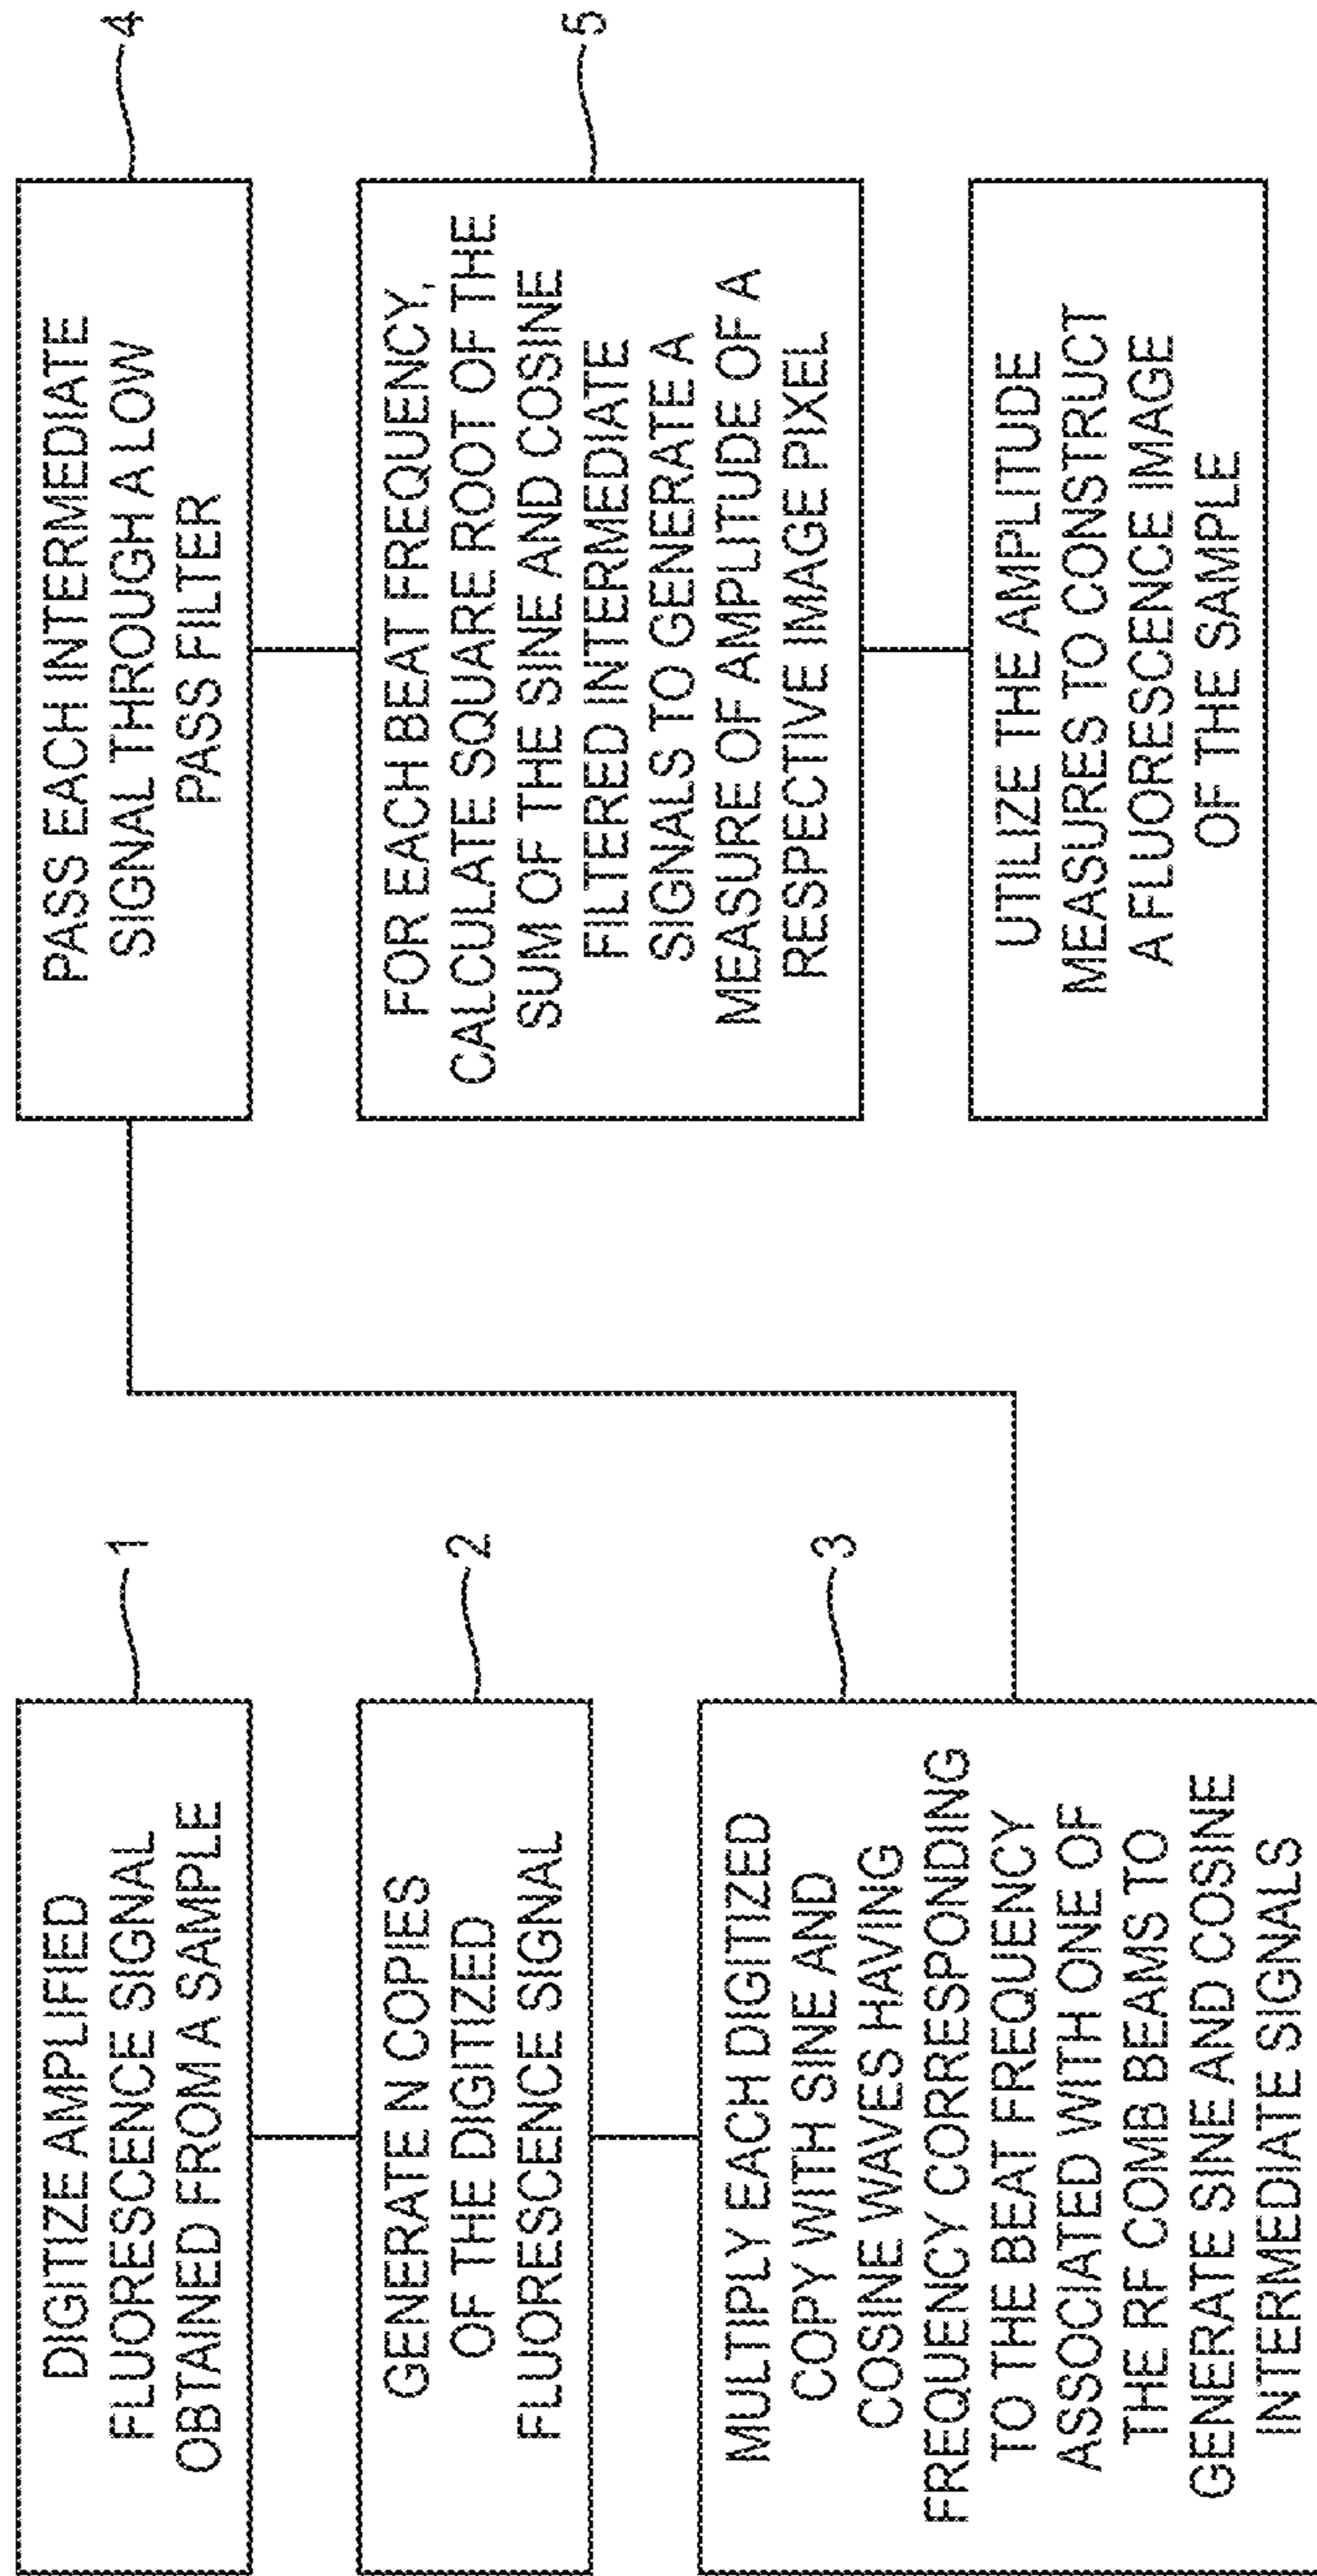 DIGITIZE AMPLIFIED
FLUORESCENCE SIGNAL
OBTAINED FROM A SAMPLE
1
GENERATE N COPIES
OF THE DIGITIZED
FLUORESCENCE SIGNAL
2
MULTIPLY EACH DIGITIZED
COPY WITH SINE AND
COSINE WAVES HAVING
FREQUENCY CORRESPONDING
TO THE BEAT FREQUENCY
ASSOCIATED WITH ONE OF
THE RF COMB BEAMS TO
GENERATE SINE AND COSINE
INTERMEDIATE SIGNALS
3
PASS EACH INTERMEDIATE
SIGNAL THROUGH A LOW
PASS FILTER
4
FOR EACH BEAT FREQUENCY,
CALCULATE SQUARE ROOT OF THE
SUM OF THE SINE AND COSINE
FILTERED INTERMEDIATE
SIGNALS TO GENERATE A
MEASURE OF AMPLITUDE OF A
RESPECTIVE IMAGE PIXEL
5
UTILIZE THE AMPLITUDE
MEASURES TO CONSTRUCT
A FLUORESCENCE IMAGE
OF THE SAMPLE